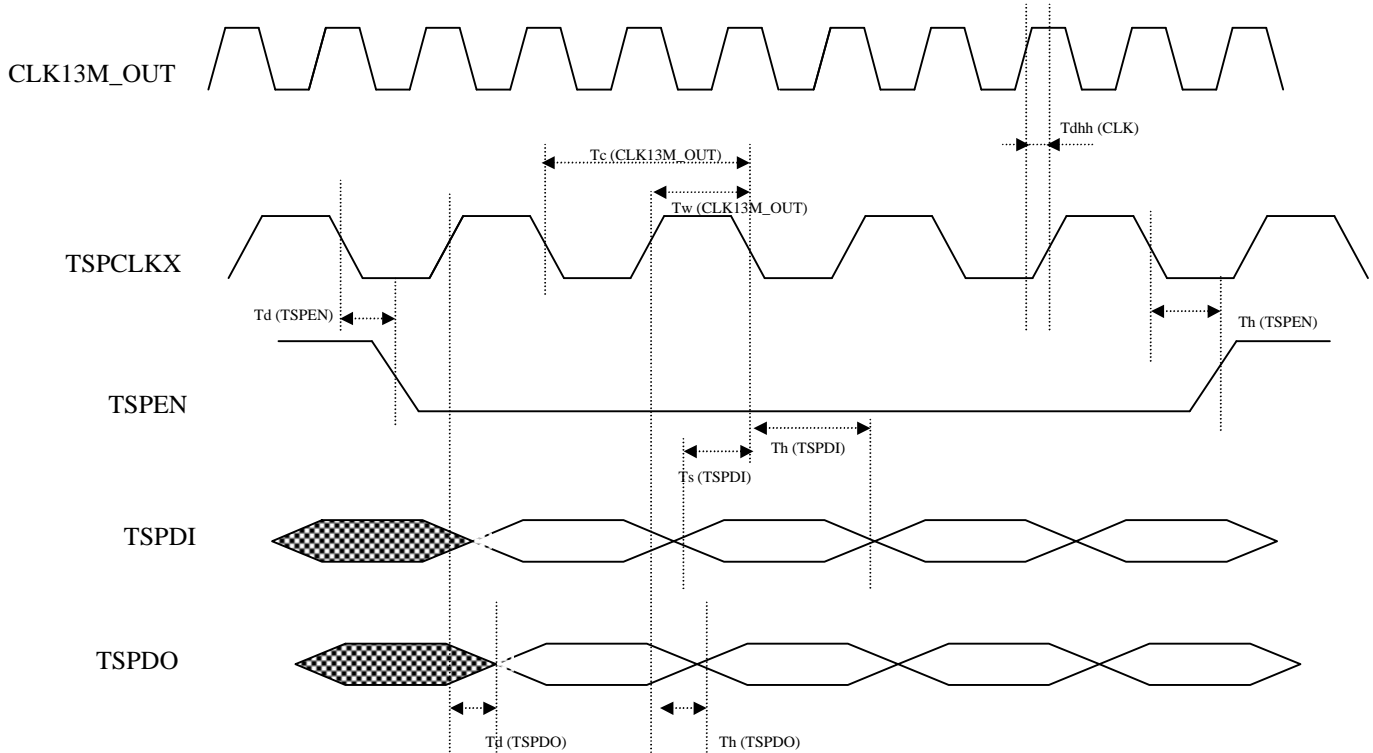 CLK13M_OUT
Tdhh (CLK)
Tc (CLK13M_OUT)
Tw (CLK13M_OUT)
TSPCLKX
Td (TSPEN)
Th (TSPEN)
TSPEN
Th (TSPDI)
Ts (TSPDI)
TSPDI
TSPDO
Td (TSPDO)
Th (TSPDO)